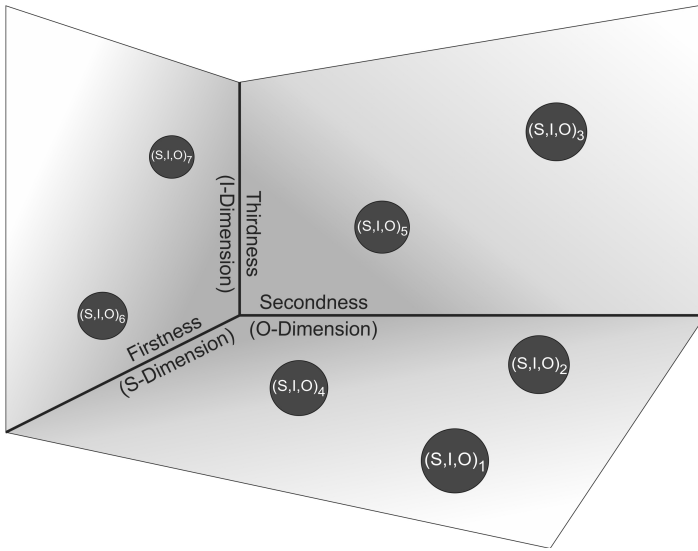 (S,I,O)3
(S,I,O)7
Thirdness
(I-Dimension)
(S,I,O)5
Secondness
(O-Dimension)
(S,I,O)6
Firstness
(S-Dimension)
(S,I,O)2
(S,I,O)4
(S,I,O)1